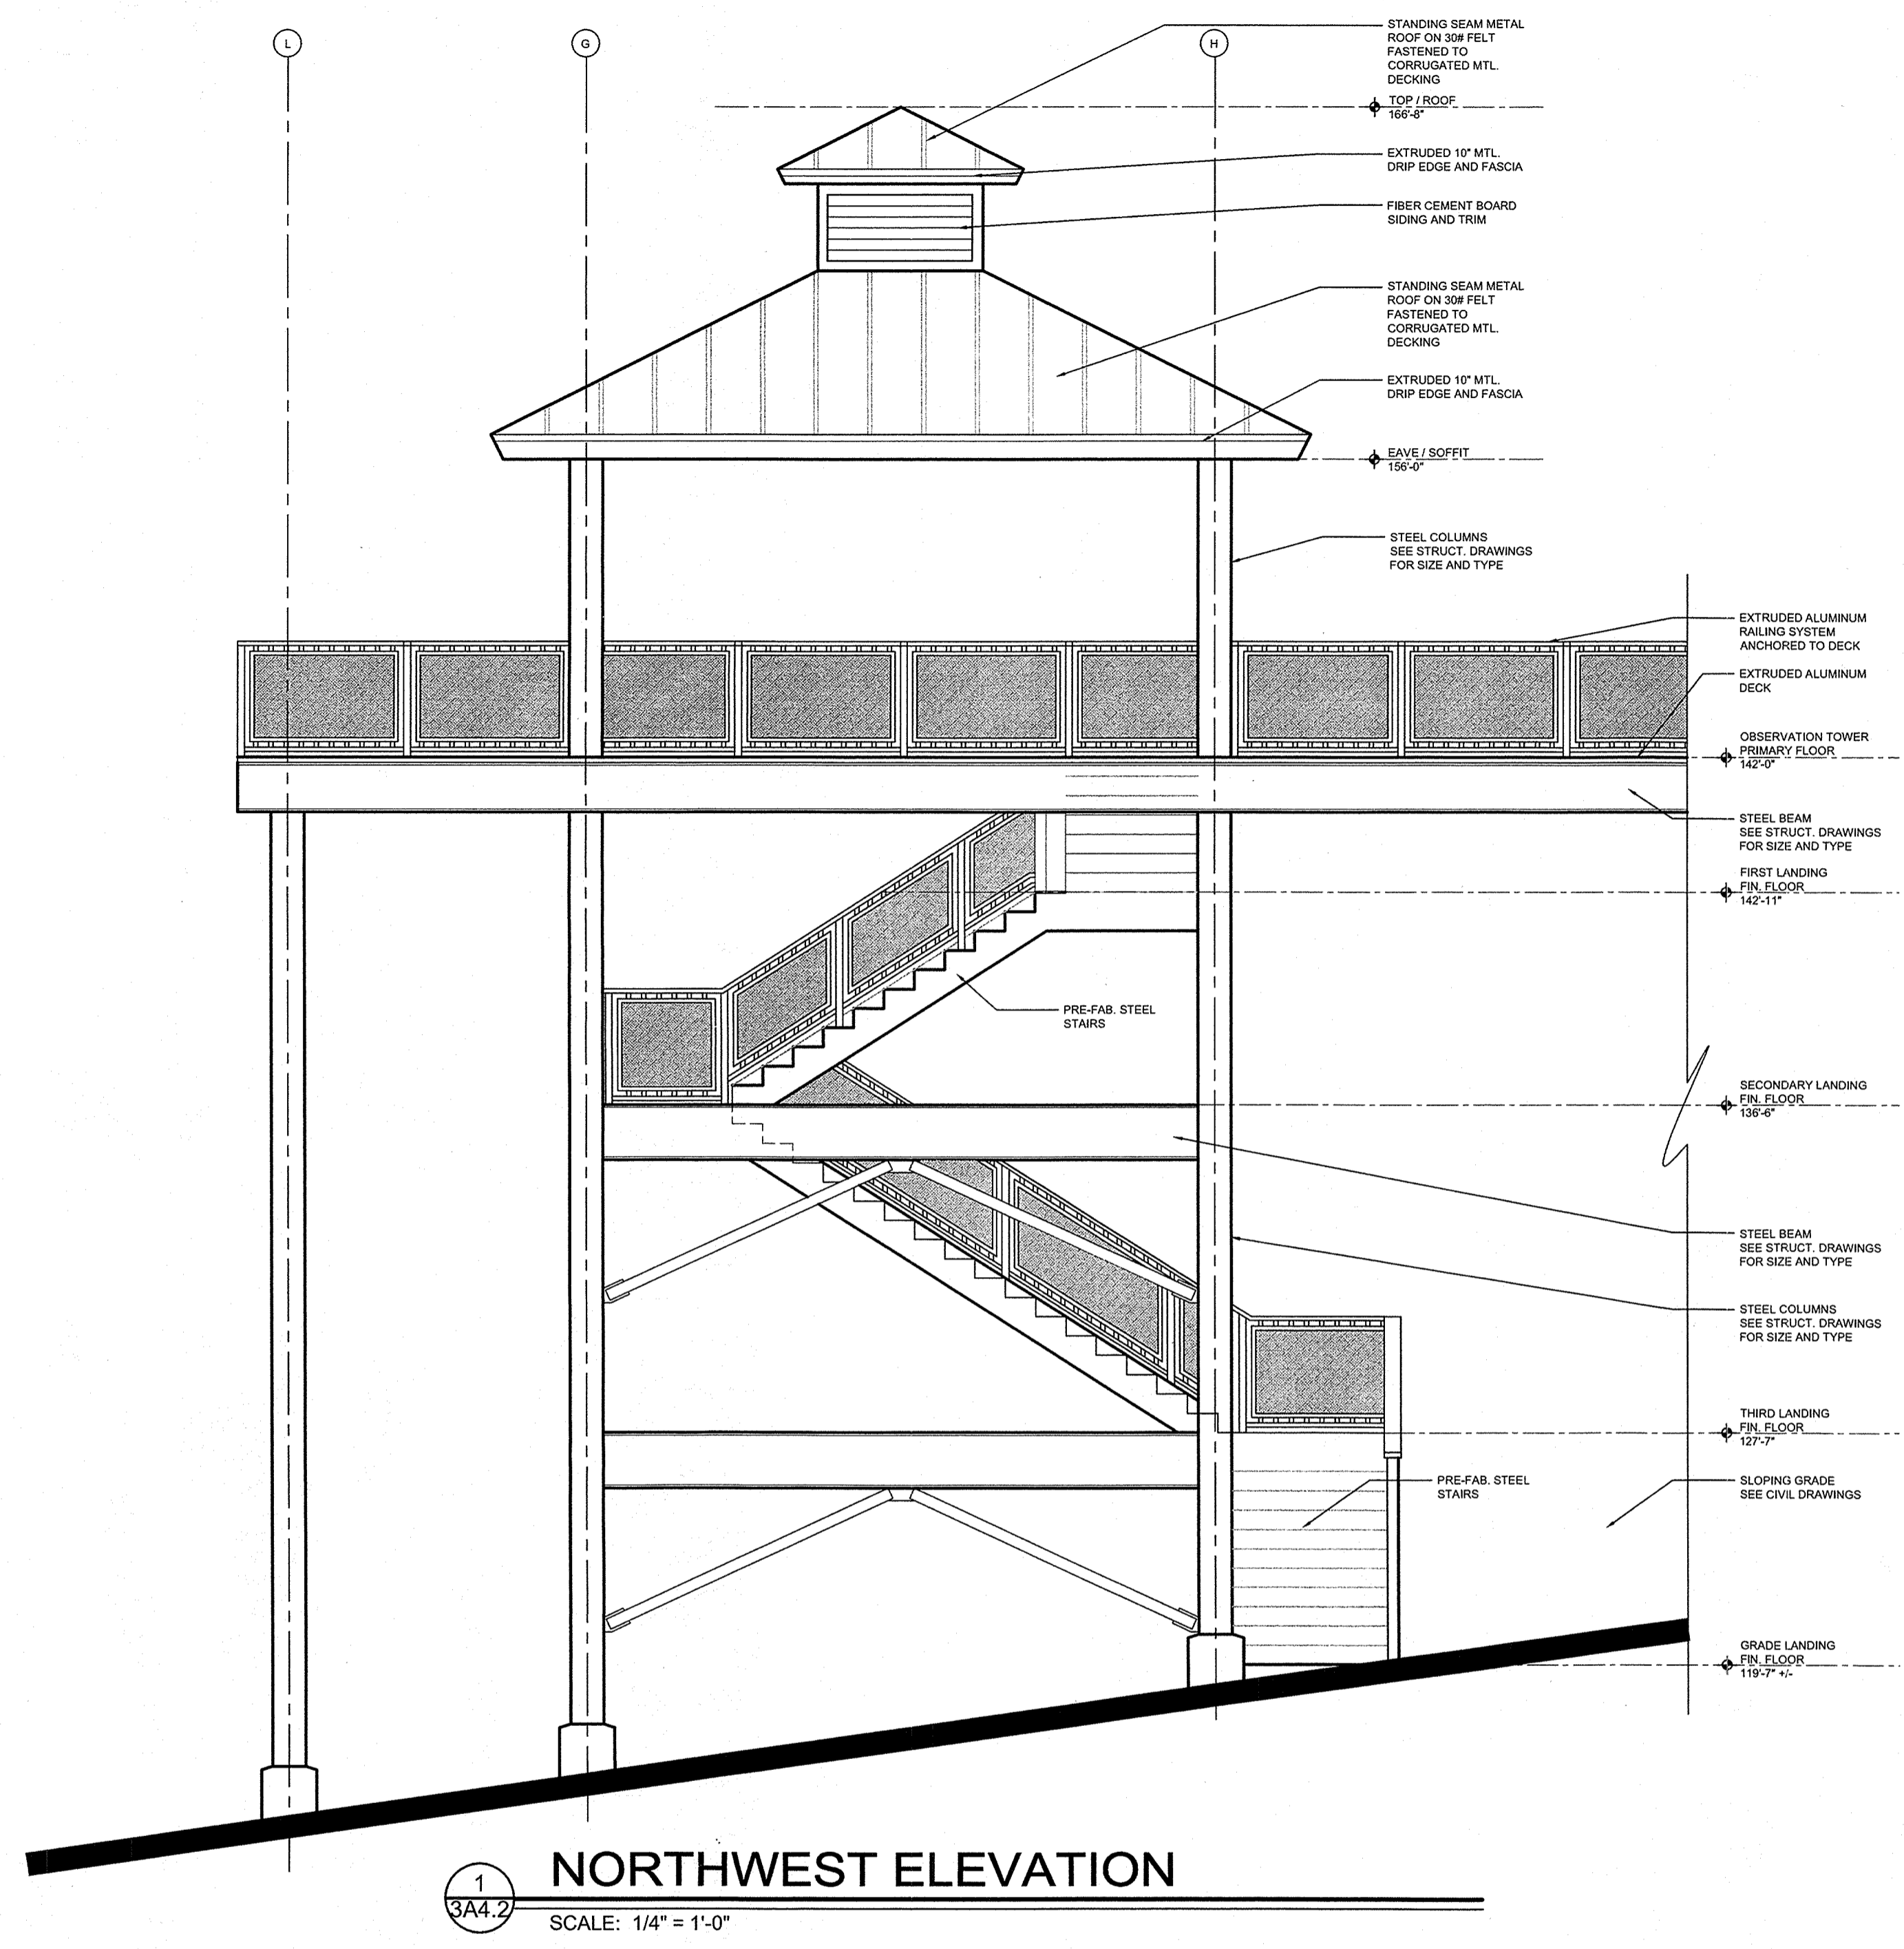 L
G
H
STANDING SEAM METAL
ROOF ON 30# FELT
FASTENED TO
CORRUGATED MTL.
DECKING
TOP / ROOF
166'-8"
EXTRUDED 10" MTL.
DRIP EDGE AND FASCIA
FIBER CEMENT BOARD
SIDING AND TRIM
STANDING SEAM METAL
ROOF ON 30# FELT
FASTENED TO
CORRUGATED MTL.
DECKING
EXTRUDED 10" MTL.
DRIP EDGE AND FASCIA
EAVE / SOFFIT
156'-0"
STEEL COLUMNS
SEE STRUCT. DRAWINGS
FOR SIZE AND TYPE
EXTRUDED ALUMINUM
RAILING SYSTEM
ANCHORED TO DECK
EXTRUDED ALUMINUM
DECK
OBSERVATION TOWER
PRIMARY FLOOR
142'-0"
STEEL BEAM
SEE STRUCT. DRAWINGS
FOR SIZE AND TYPE
FIRST LANDING
FIN. FLOOR
142'-11"
PRE-FAB. STEEL
STAIRS
SECONDARY LANDING
FIN. FLOOR
136'-6"
STEEL BEAM
SEE STRUCT. DRAWINGS
FOR SIZE AND TYPE
STEEL COLUMNS
SEE STRUCT. DRAWINGS
FOR SIZE AND TYPE
THIRD LANDING
FIN. FLOOR
127'-7"
PRE-FAB. STEEL
STAIRS
SLOPING GRADE
SEE CIVIL DRAWINGS
GRADE LANDING
FIN. FLOOR
119'-7" +/-
1
3A4.2
NORTHWEST ELEVATION
SCALE: 1/4" = 1'-0"